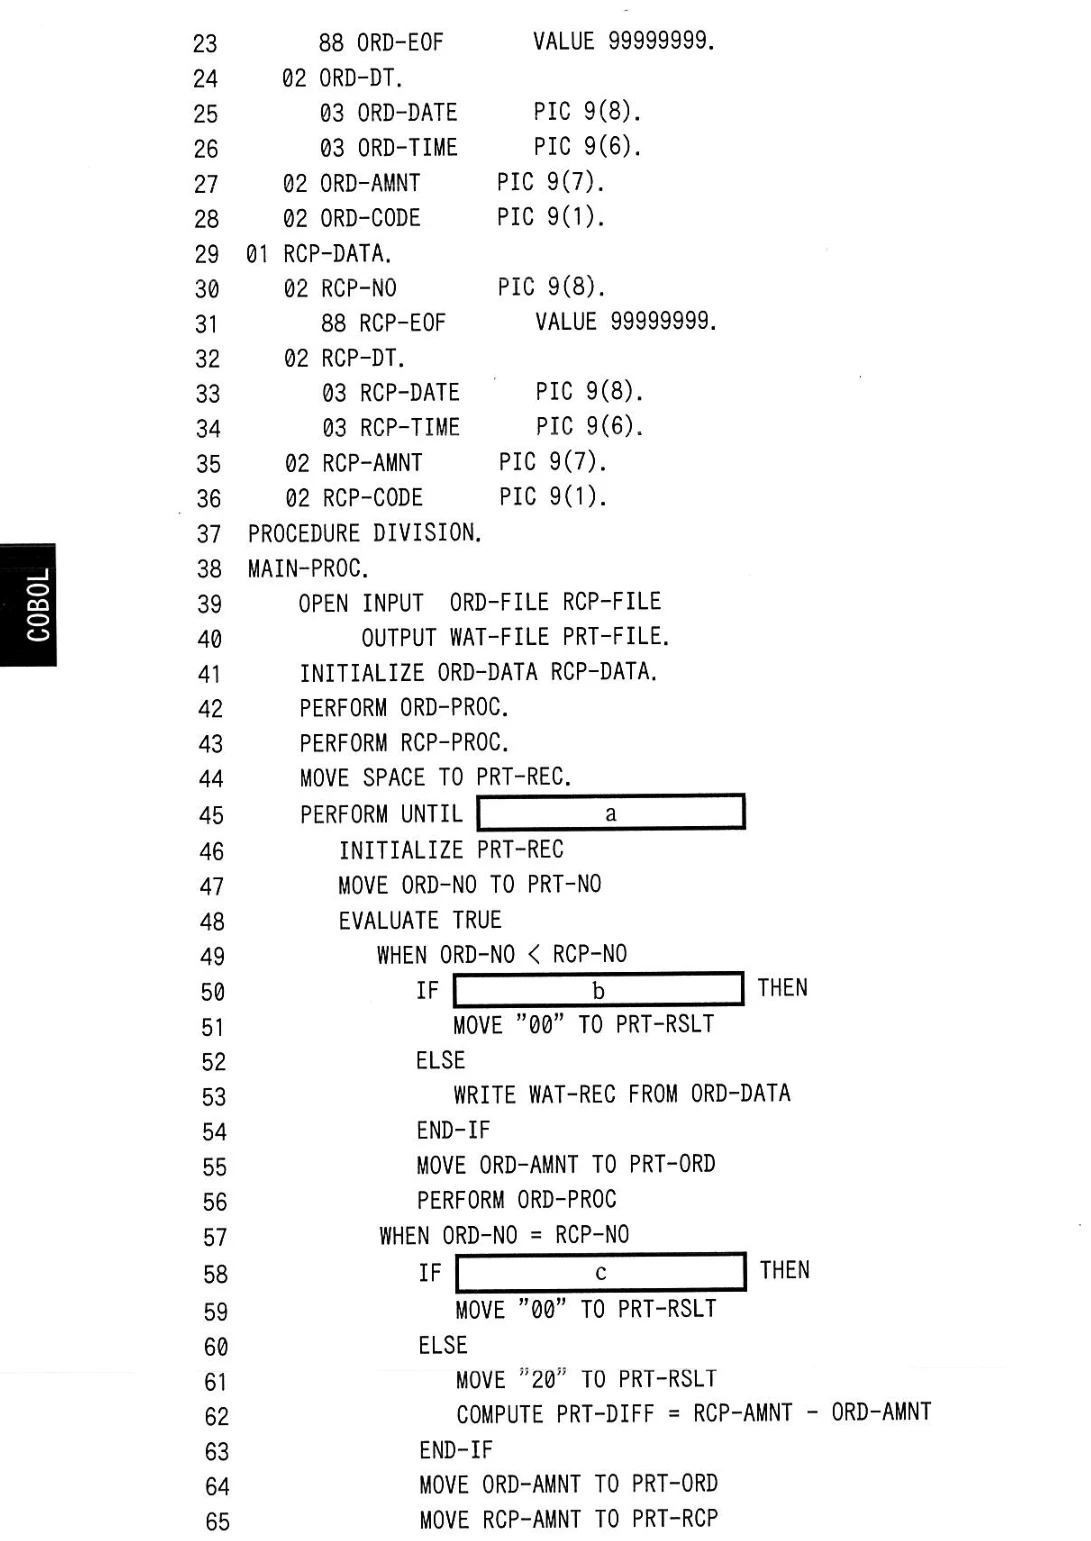 23 88 ORD-EOF VALUE 99999999.
24 02 ORD-DT.
25 03 ORD-DATE PIC 9(8).
26 03 ORD-TIME PIC 9(6).
27 02 ORD-AMNT PIC 9(7).
28 02 ORD-CODE PIC 9(1).
29 01 RCP-DATA.
30 02 RCP-NO PIC 9(8).
31 88 RCP-EOF VALUE 99999999.
32 02 RCP-DT.
33 03 RCP-DATE PIC 9(8).
34 03 RCP-TIME PIC 9(6).
35 02 RCP-AMNT PIC 9(7).
36 02 RCP-CODE PIC 9(1).
37 PROCEDURE DIVISION.
38 MAIN-PROC.
39 OPEN INPUT ORD-FILE RCP-FILE
40 OUTPUT WAT-FILE PRT-FILE.
41 INITIALIZE ORD-DATA RCP-DATA.
42 PERFORM ORD-PROC.
43 PERFORM RCP-PROC.
44 MOVE SPACE TO PRT-REC.
45 PERFORM UNTIL a
46 INITIALIZE PRT-REC
47 MOVE ORD-NO TO PRT-NO
48 EVALUATE TRUE
49 WHEN ORD-NO < RCP-NO
50 IF b THEN
51 MOVE "00" TO PRT-RSLT
52 ELSE
53 WRITE WAT-REC FROM ORD-DATA
54 END-IF
55 MOVE ORD-AMNT TO PRT-ORD
56 PERFORM ORD-PROC
57 WHEN ORD-NO = RCP-NO
58 IF c THEN
59 MOVE "00" TO PRT-RSLT
60 ELSE
61 MOVE "20" TO PRT-RSLT
62 COMPUTE PRT-DIFF = RCP-AMNT - ORD-AMNT
63 END-IF
64 MOVE ORD-AMNT TO PRT-ORD
65 MOVE RCP-AMNT TO PRT-RCP
COBOL